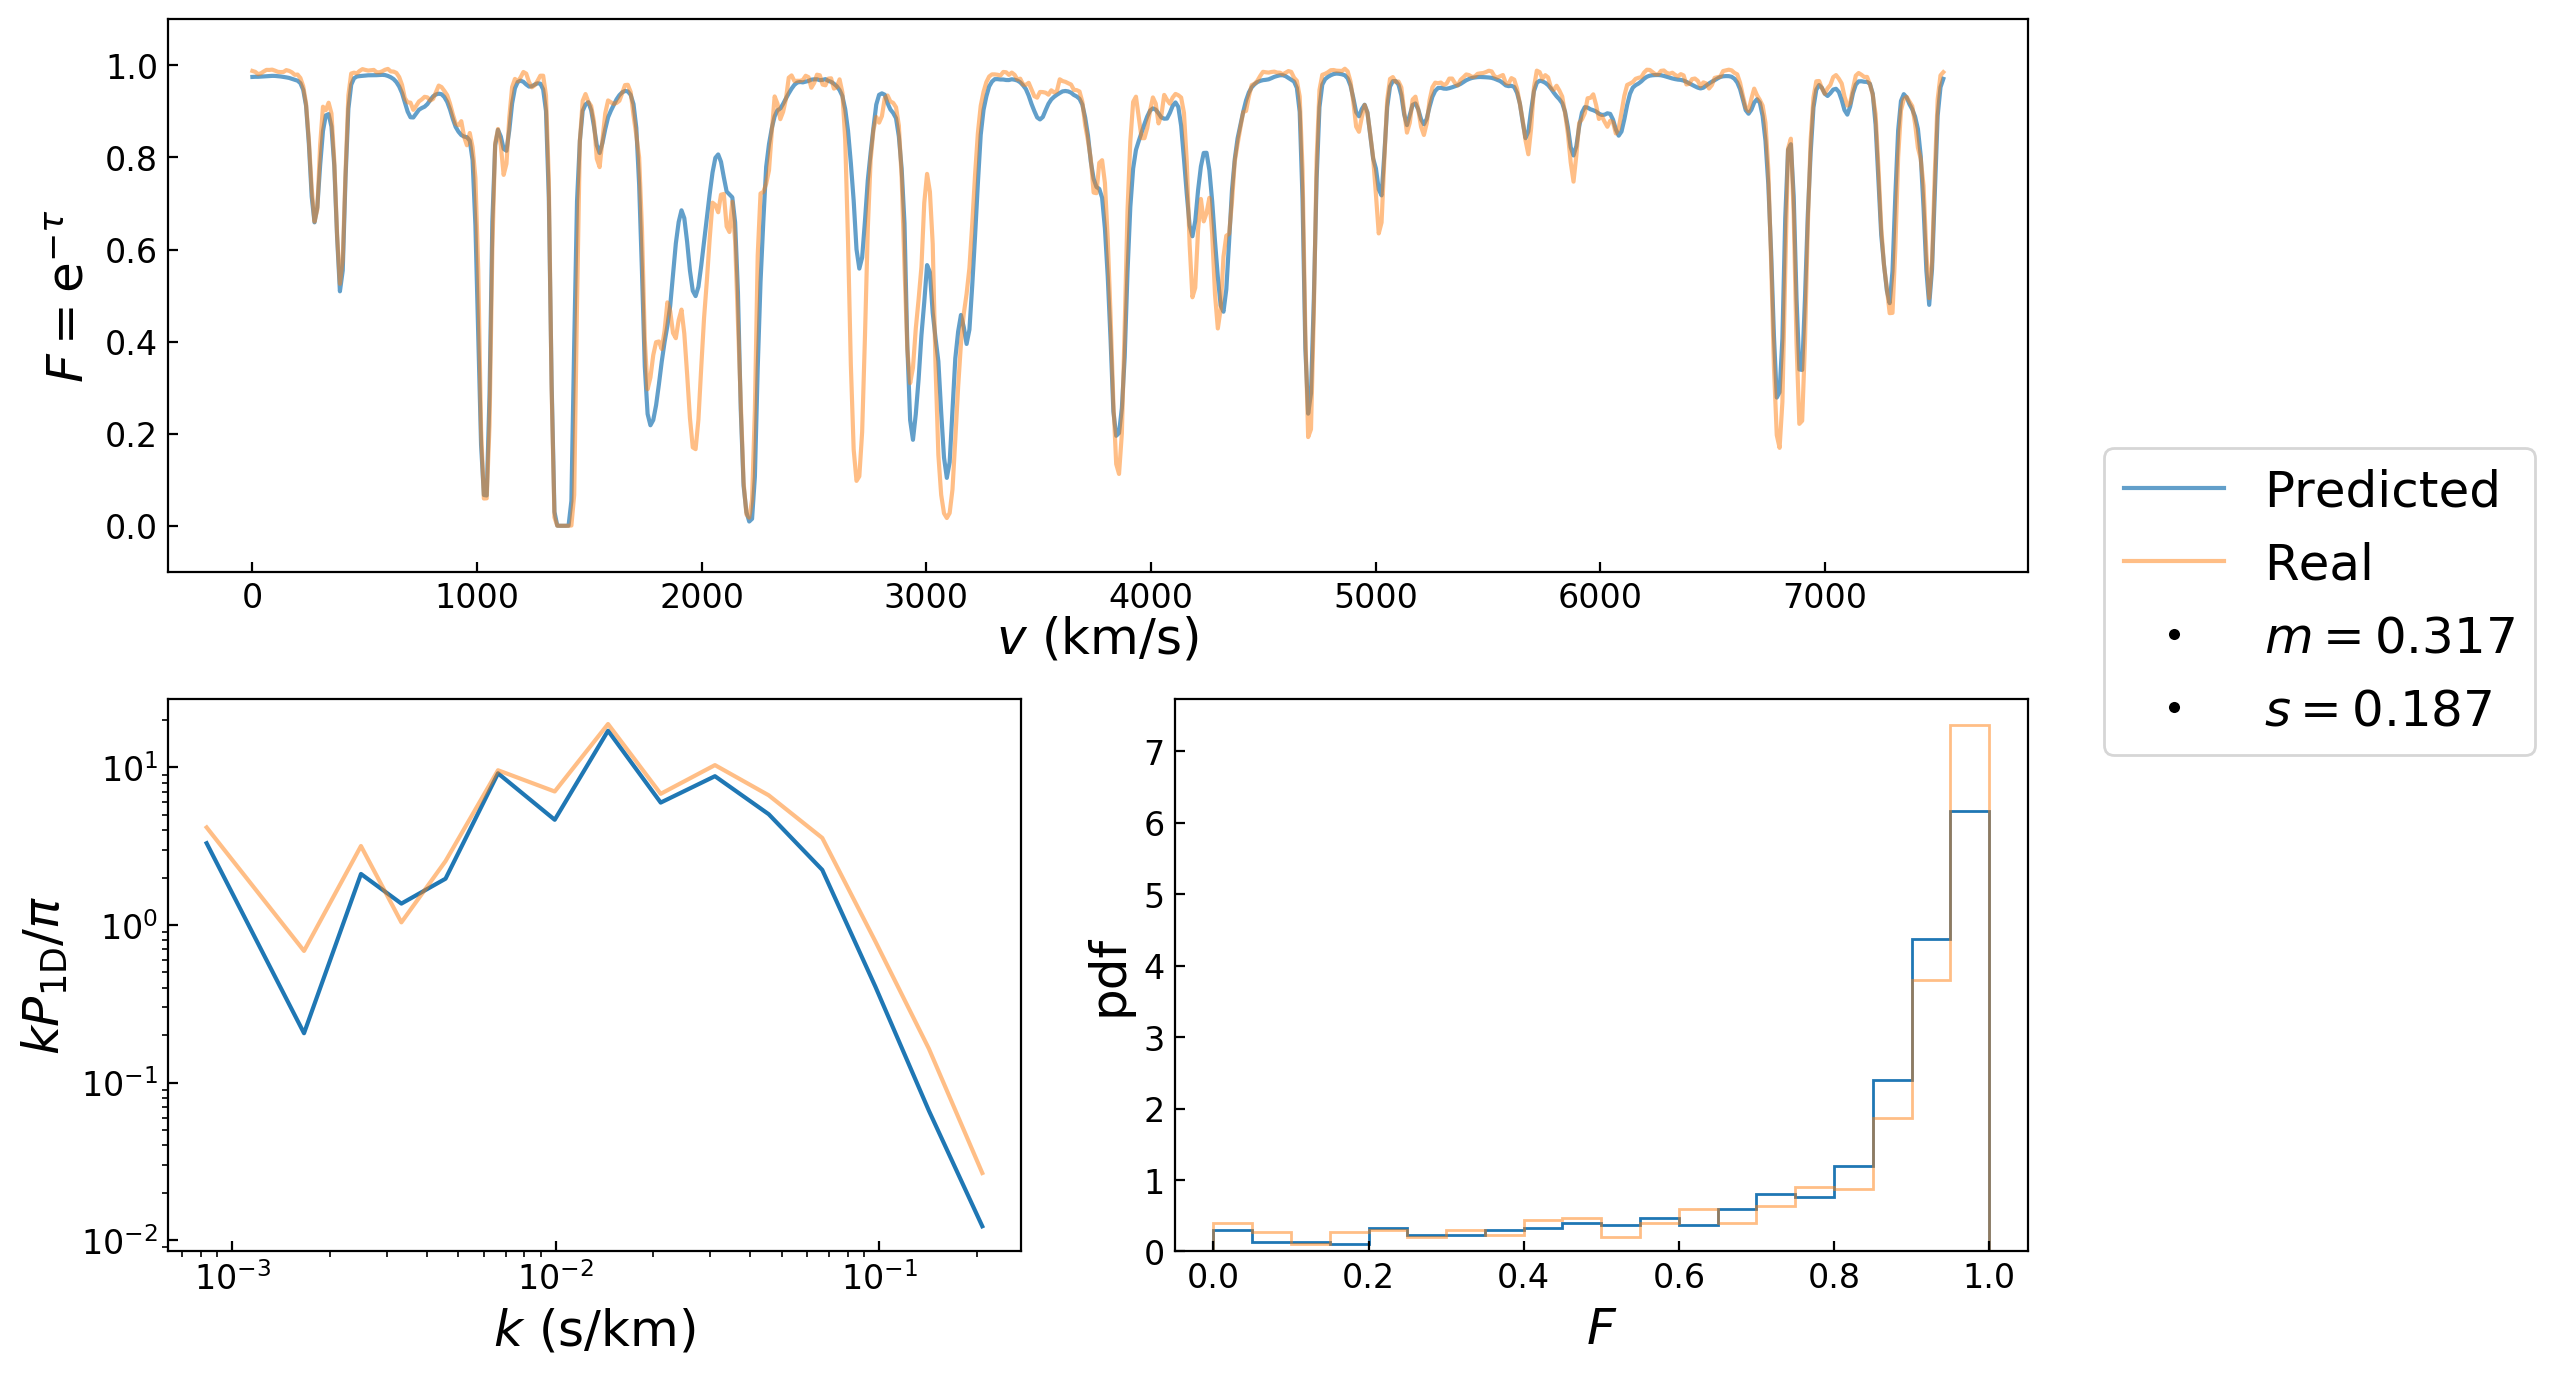 1.0
0.8
0.6
0.4
0.2
0.0
F = e^{−τ}
0 1000 2000 3000 4000 5000 6000 7000
v (km/s)
Predicted
Real
m = 0.317
s = 0.187
10^1
10^0
10^{−1}
10^{−2}
kP_{1D}/π
10^{−3} 10^{−2} 10^{−1}
k (s/km)
7
6
5
4
3
2
1
0
pdf
0.0 0.2 0.4 0.6 0.8 1.0
F